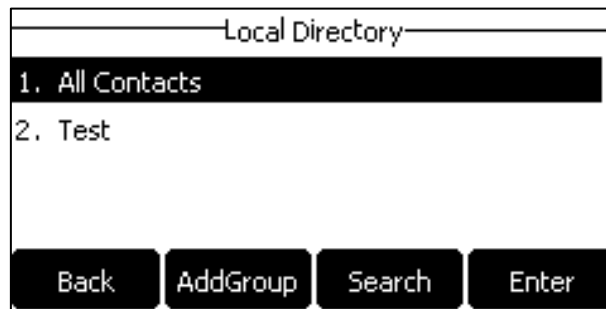 Local Directory
1. All Contacts
2. Test
Back AddGroup Search Enter